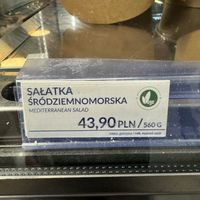 SAŁATKA
ŚRÓDZIEMNOMORSKA
MEDITERRANEAN SALAD
43,90 PLN / 560 G